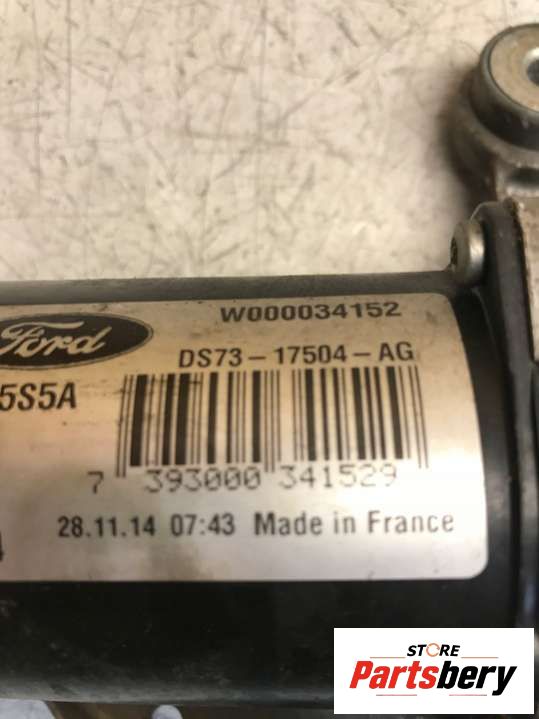 W000034152
Ford
DS73-17504-AG
5S5A
7 393000 341529
28.11.14 07:43 Made in France
4
STORE
Partsbery